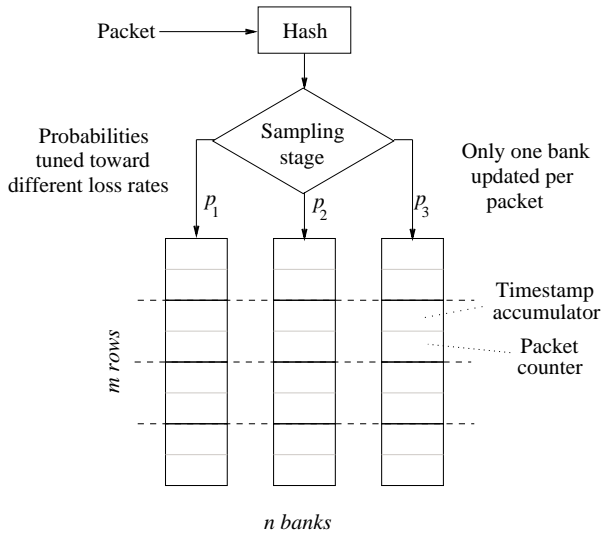 Packet
Hash
Probabilities
tuned toward
different loss rates
Sampling
stage
Only one bank
updated per
packet
p1
p2
p3
Timestamp
accumulator
Packet
counter
m rows
n banks